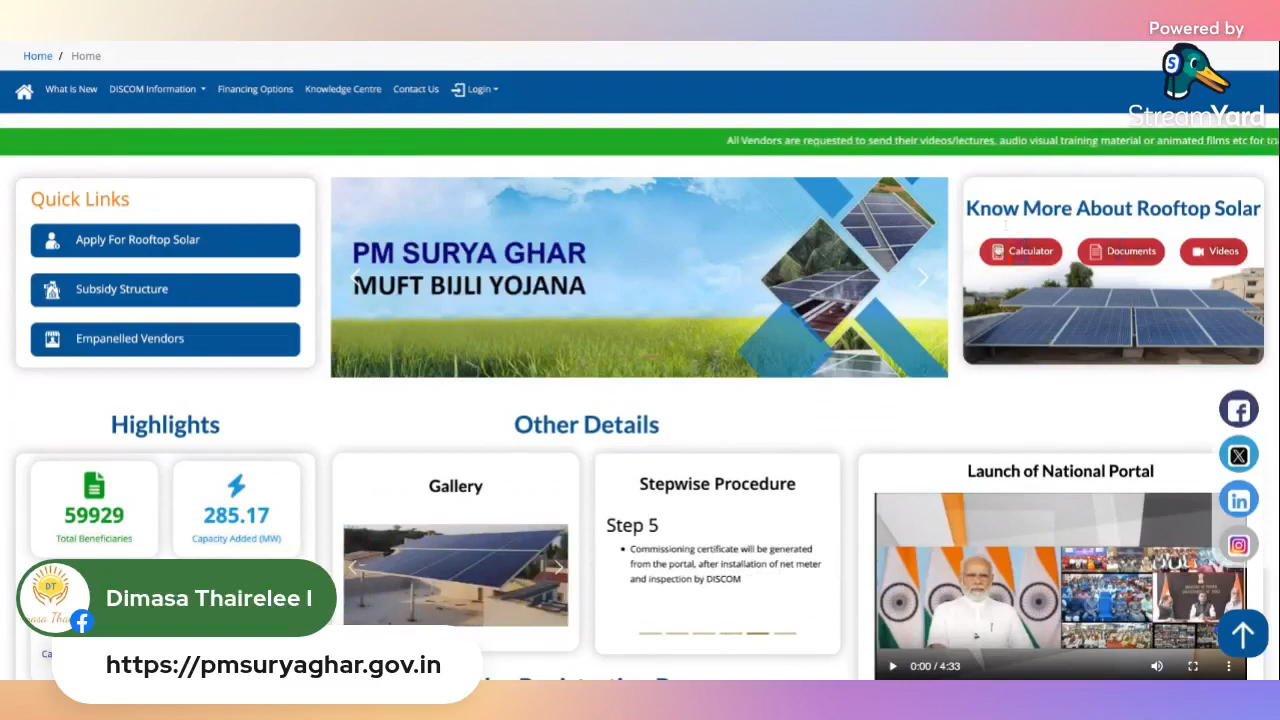 Powered by
StreamYard
Home / Home
What Is New DISCOM Information Financing Options Knowledge Centre Contact Us Login
All Vendors are requested to send their videos/lectures, audio visual training material or animated films etc for
Quick Links
Apply For Rooftop Solar
Subsidy Structure
Empanelled Vendors
PM SURYA GHAR
MUFT BIJLI YOJANA
Know More About Rooftop Solar
Calculator Documents Videos
Highlights
59929
Total Beneficiaries
285.17
Capacity Added (MW)
Other Details
Gallery
Stepwise Procedure
Step 5
Commissioning certificate will be generated
from the portal, after installation of net meter
and inspection by DISCOM
Launch of National Portal
0:00 / 4:33
DT
Dimasa Thairelee I
https://pmsuryaghar.gov.in